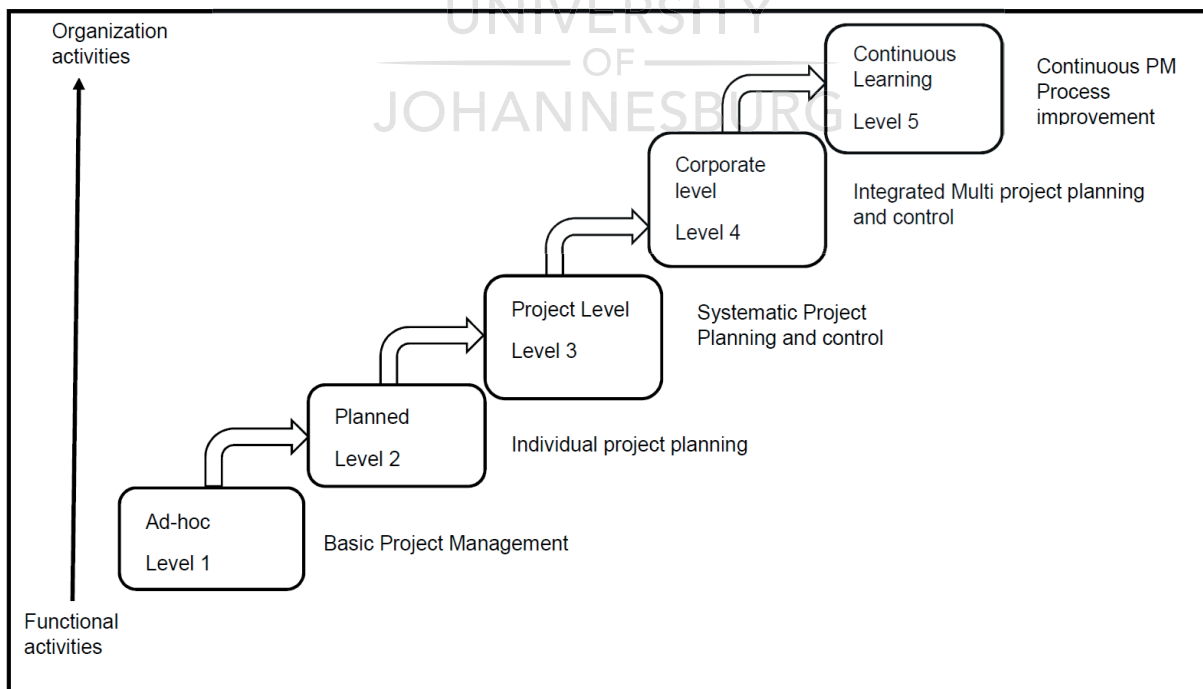 UNIVERSITY
OF
JOHANNESBURG
Organization
activities
Continuous
Learning
Level 5
Continuous PM
Process
improvement
Corporate
level
Level 4
Integrated Multi project planning
and control
Project Level
Level 3
Systematic Project
Planning and control
Planned
Level 2
Individual project planning
Ad-hoc
Level 1
Basic Project Management
Functional
activities